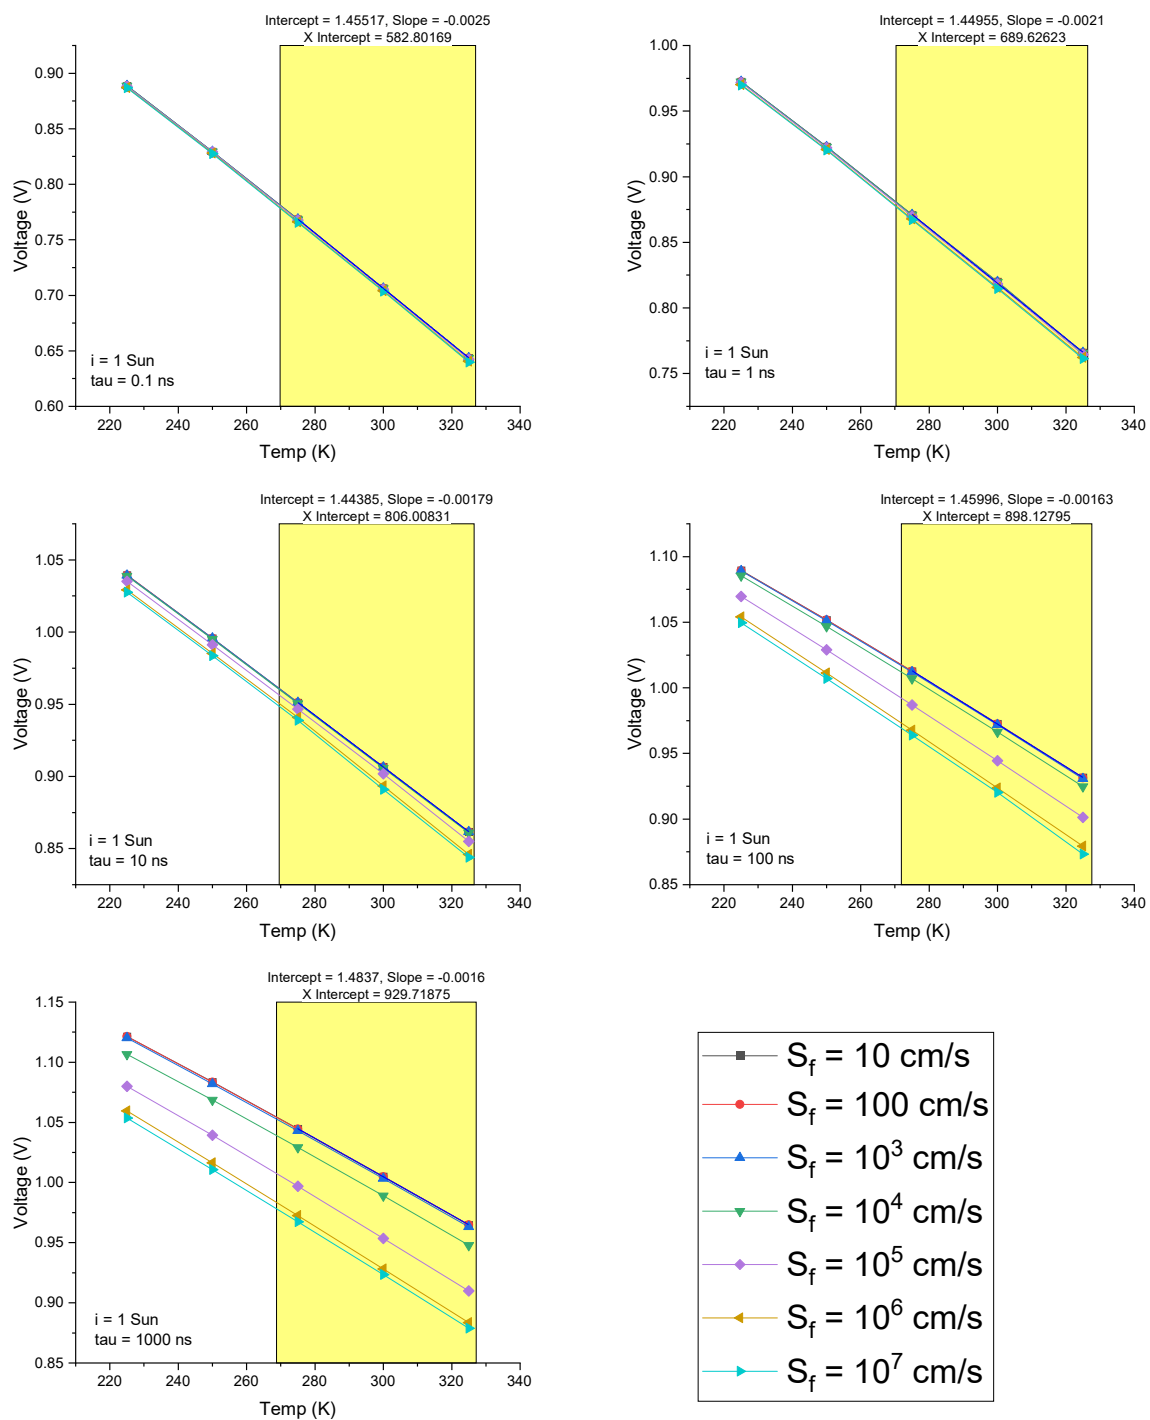 Intercept = 1.45517, Slope = -0.0025
X Intercept = 582.80169
0.90
0.85
0.80
0.75
0.70
0.65
0.60
Voltage (V)
i = 1 Sun
tau = 0.1 ns
220 240 260 280 300 320 340
Temp (K)
Intercept = 1.44955, Slope = -0.0021
X Intercept = 689.62623
1.00
0.95
0.90
0.85
0.80
0.75
Voltage (V)
i = 1 Sun
tau = 1 ns
220 240 260 280 300 320 340
Temp (K)
Intercept = 1.44385, Slope = -0.00179
X Intercept = 806.00831
1.05
1.00
0.95
0.90
0.85
Voltage (V)
i = 1 Sun
tau = 10 ns
220 240 260 280 300 320 340
Temp (K)
Intercept = 1.45996, Slope = -0.00163
X Intercept = 898.12795
1.10
1.05
1.00
0.95
0.90
0.85
Voltage (V)
i = 1 Sun
tau = 100 ns
220 240 260 280 300 320 340
Temp (K)
Intercept = 1.4837, Slope = -0.0016
X Intercept = 929.71875
1.15
1.10
1.05
1.00
0.95
0.90
0.85
Voltage (V)
i = 1 Sun
tau = 1000 ns
220 240 260 280 300 320 340
Temp (K)
S_f = 10 cm/s
S_f = 100 cm/s
S_f = 10³ cm/s
S_f = 10⁴ cm/s
S_f = 10⁵ cm/s
S_f = 10⁶ cm/s
S_f = 10⁷ cm/s